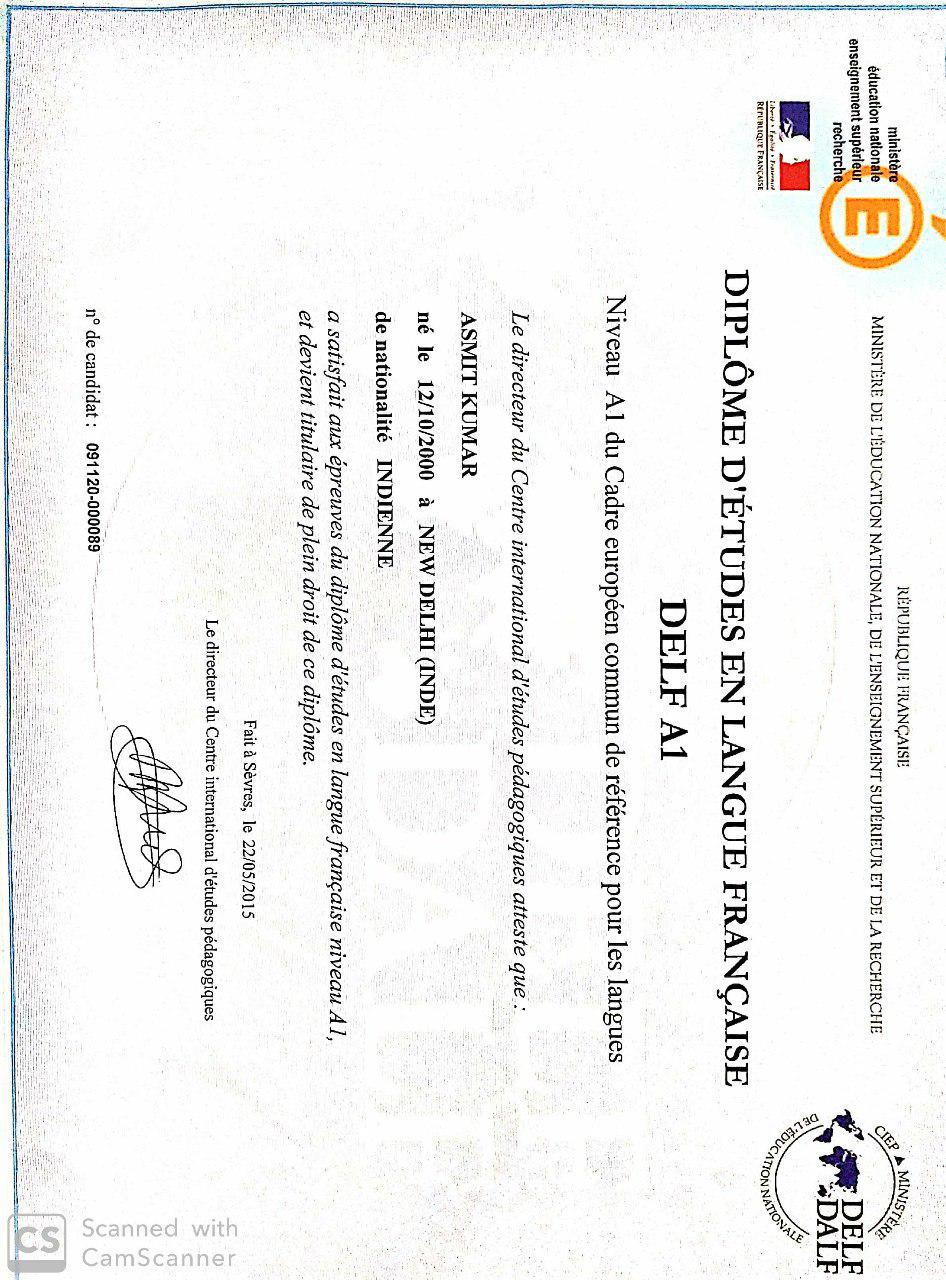 ministère
éducation nationale
enseignement supérieur
recherche
E
Liberté • Égalité • Fraternité
RÉPUBLIQUE FRANÇAISE
RÉPUBLIQUE FRANÇAISE
MINISTÈRE DE L'ÉDUCATION NATIONALE, DE L'ENSEIGNEMENT SUPÉRIEUR ET DE LA RECHERCHE
CIEP ▲ MINISTÈRE
DE L'ÉDUCATION NATIONALE
DELF
DALF
DIPLÔME D'ÉTUDES EN LANGUE FRANÇAISE
DELF A1
Niveau A1 du Cadre européen commun de référence pour les langues
Le directeur du Centre international d'études pédagogiques atteste que :
ASMIT KUMAR
né le 12/10/2000 à NEW DELHI (INDE)
de nationalité INDIENNE
a satisfait aux épreuves du diplôme d'études en langue française niveau A1,
et devient titulaire de plein droit de ce diplôme.
Fait à Sèvres, le 22/05/2015
Le directeur du Centre international d'études pédagogiques
n° de candidat : 091120-000089
CS
Scanned with
CamScanner